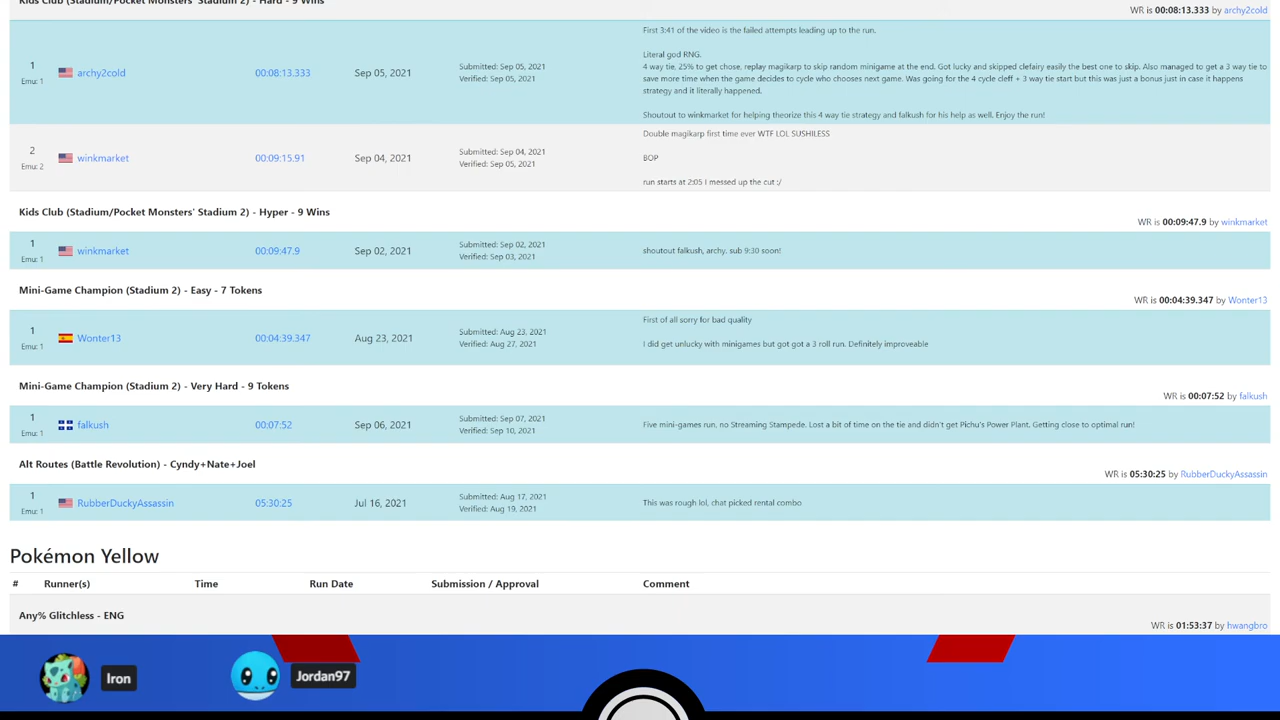 Kids Club (Stadium/Pocket Monsters' Stadium 2) - Hard - 9 Wins
WR is 00:08:13.333 by archy2cold
First 3:41 of the video is the failed attempts leading up to the run.
Literal god RNG.
4 way tie, 25% to get chose, replay magikarp to skip random minigame at the end. Got lucky and skipped clefairy easily the best one to skip. Also managed to get a 3 way tie to
save more time when the game decides to cycle who chooses next game. Was going for the 4 cycle cleff + 3 way tie start but this was just a bonus just in case it happens
strategy and it literally happened.
Shoutout to winkmarket for helping theorize this 4 way tie strategy and falkush for his help as well. Enjoy the run!
1
Emu: 1
archy2cold
00:08:13.333
Sep 05, 2021
Submitted: Sep 05, 2021
Verified: Sep 05, 2021
2
Emu: 2
winkmarket
00:09:15.91
Sep 04, 2021
Submitted: Sep 04, 2021
Verified: Sep 05, 2021
Double magikarp first time ever WTF LOL SUSHILESS
BOP
run starts at 2:05 I messed up the cut :/
Kids Club (Stadium/Pocket Monsters' Stadium 2) - Hyper - 9 Wins
WR is 00:09:47.9 by winkmarket
1
Emu: 1
winkmarket
00:09:47.9
Sep 02, 2021
Submitted: Sep 02, 2021
Verified: Sep 03, 2021
shoutout falkush, archy. sub 9:30 soon!
Mini-Game Champion (Stadium 2) - Easy - 7 Tokens
WR is 00:04:39.347 by Wonter13
1
Emu: 1
Wonter13
00:04:39.347
Aug 23, 2021
Submitted: Aug 23, 2021
Verified: Aug 27, 2021
First of all sorry for bad quality
I did get unlucky with minigames but got got a 3 roll run. Definitely improveable
Mini-Game Champion (Stadium 2) - Very Hard - 9 Tokens
WR is 00:07:52 by falkush
1
Emu: 1
falkush
00:07:52
Sep 06, 2021
Submitted: Sep 07, 2021
Verified: Sep 10, 2021
Five mini-games run, no Streaming Stampede. Lost a bit of time on the tie and didn't get Pichu's Power Plant. Getting close to optimal run!
Alt Routes (Battle Revolution) - Cyndy+Nate+Joel
WR is 05:30:25 by RubberDuckyAssassin
1
Emu: 1
RubberDuckyAssassin
05:30:25
Jul 16, 2021
Submitted: Aug 17, 2021
Verified: Aug 19, 2021
This was rough lol, chat picked rental combo
Pokémon Yellow
# Runner(s) Time Run Date Submission / Approval Comment
Any% Glitchless - ENG
WR is 01:53:37 by hwangbro
Iron
Jordan97